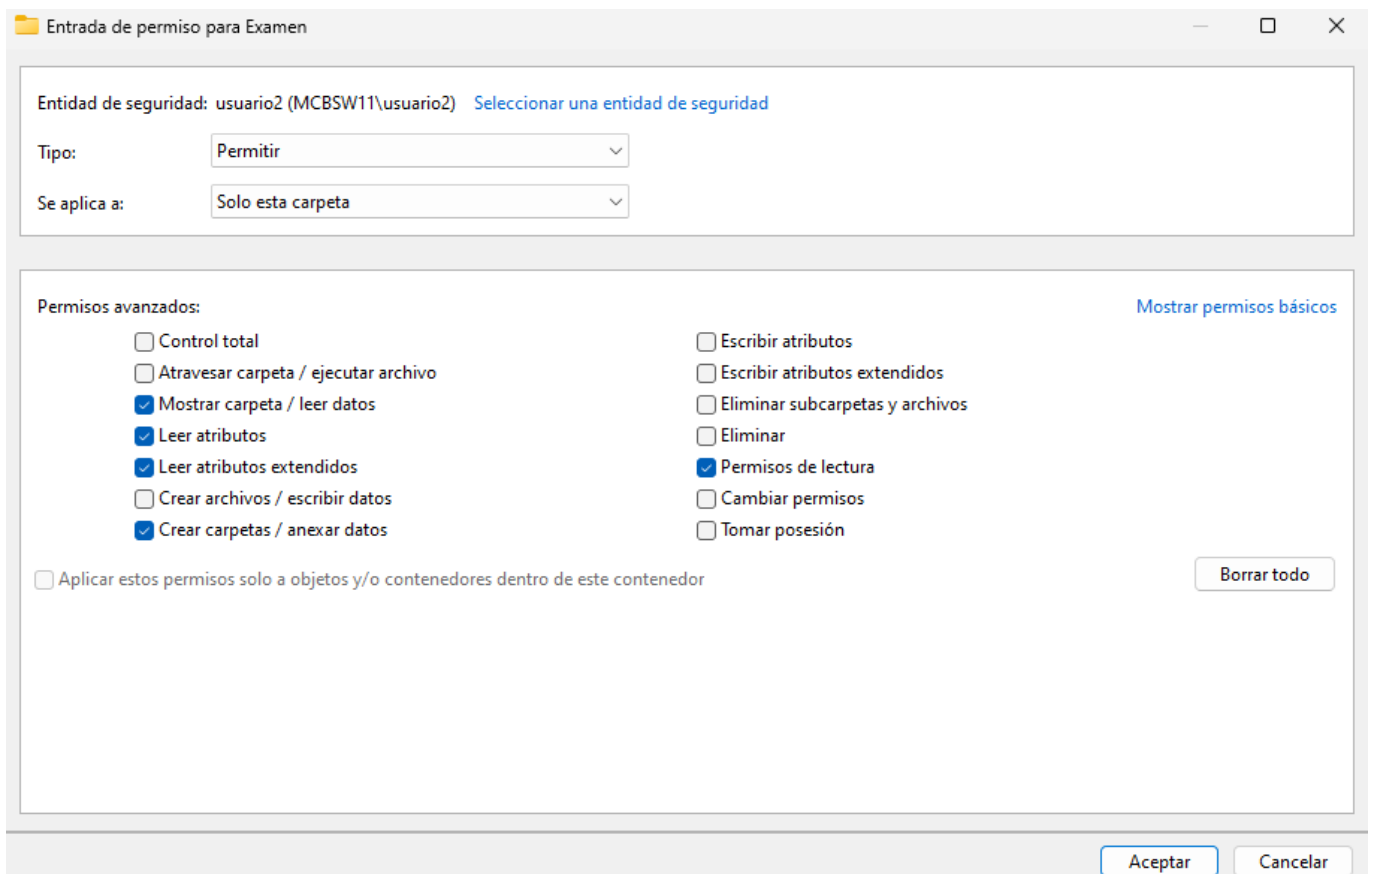 Entrada de permiso para Examen
Entidad de seguridad: usuario2 (MCBSW11\usuario2) Seleccionar una entidad de seguridad
Tipo: Permitir
Se aplica a: Solo esta carpeta
Permisos avanzados: Mostrar permisos básicos
Control total Escribir atributos
Atravesar carpeta / ejecutar archivo Escribir atributos extendidos
Mostrar carpeta / leer datos Eliminar subcarpetas y archivos
Leer atributos Eliminar
Leer atributos extendidos Permisos de lectura
Crear archivos / escribir datos Cambiar permisos
Crear carpetas / anexar datos Tomar posesión
Aplicar estos permisos solo a objetos y/o contenedores dentro de este contenedor Borrar todo
Aceptar Cancelar